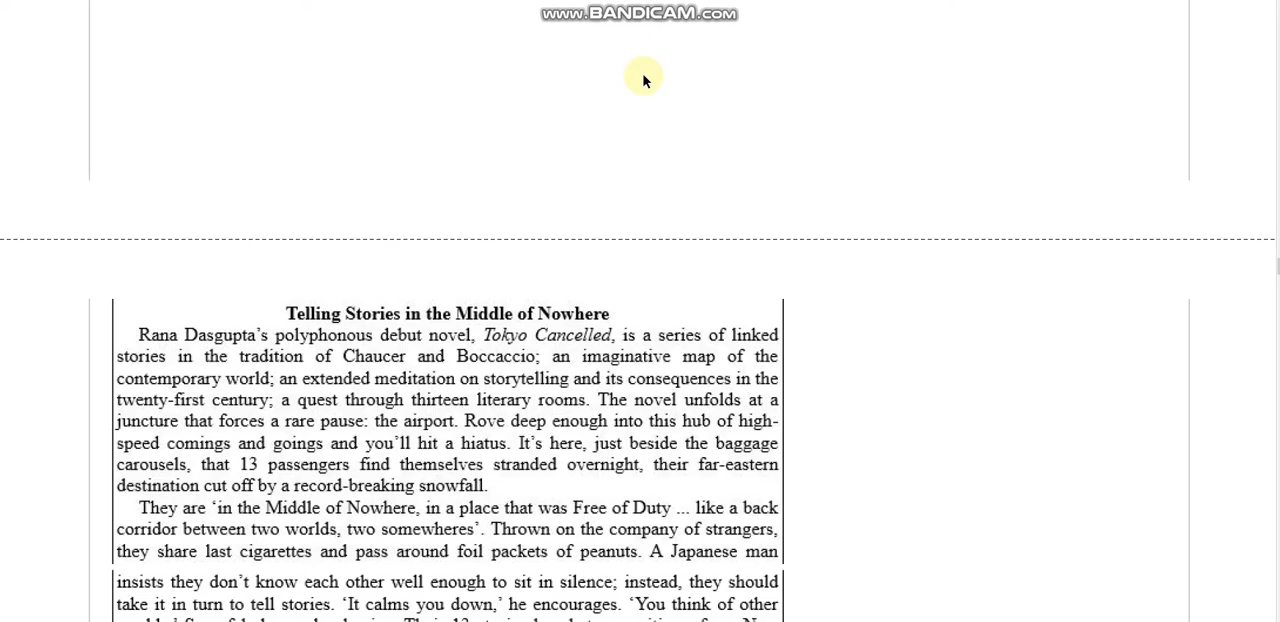 www.BANDICAM.com
Telling Stories in the Middle of Nowhere
Rana Dasgupta's polyphonous debut novel, Tokyo Cancelled, is a series of linked
stories in the tradition of Chaucer and Boccaccio; an imaginative map of the
contemporary world; an extended meditation on storytelling and its consequences in the
twenty-first century; a quest through thirteen literary rooms. The novel unfolds at a
juncture that forces a rare pause: the airport. Rove deep enough into this hub of high-
speed comings and goings and you'll hit a hiatus. It's here, just beside the baggage
carousels, that 13 passengers find themselves stranded overnight, their far-eastern
destination cut off by a record-breaking snowfall.
They are 'in the Middle of Nowhere, in a place that was Free of Duty ... like a back
corridor between two worlds, two somewheres'. Thrown on the company of strangers,
they share last cigarettes and pass around foil packets of peanuts. A Japanese man
insists they don't know each other well enough to sit in silence; instead, they should
take it in turn to tell stories. 'It calms you down,' he encourages. 'You think of other